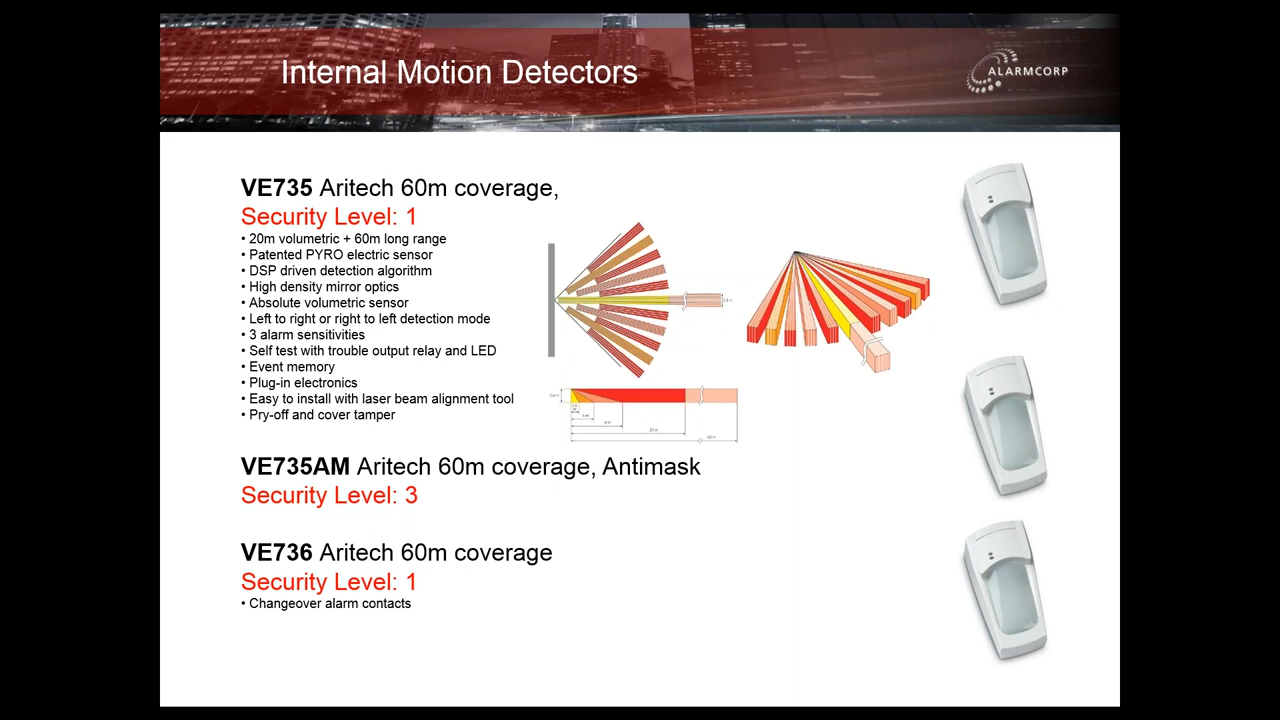 Internal Motion Detectors
ALARMCORP
VE735 Aritech 60m coverage,
Security Level: 1
• 20m volumetric + 60m long range
• Patented PYRO electric sensor
• DSP driven detection algorithm
• High density mirror optics
• Absolute volumetric sensor
• Left to right or right to left detection mode
• 3 alarm sensitivities
• Self test with trouble output relay and LED
• Event memory
• Plug-in electronics
• Easy to install with laser beam alignment tool
• Pry-off and cover tamper
VE735AM Aritech 60m coverage, Antimask
Security Level: 3
VE736 Aritech 60m coverage
Security Level: 1
• Changeover alarm contacts